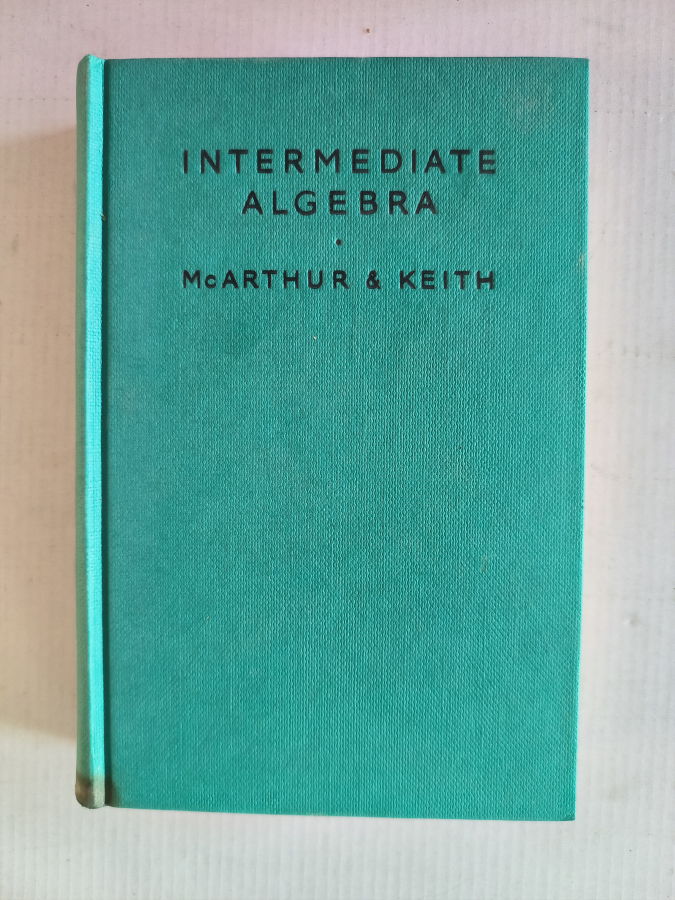 INTERMEDIATE
ALGEBRA
·
McARTHUR & KEITH